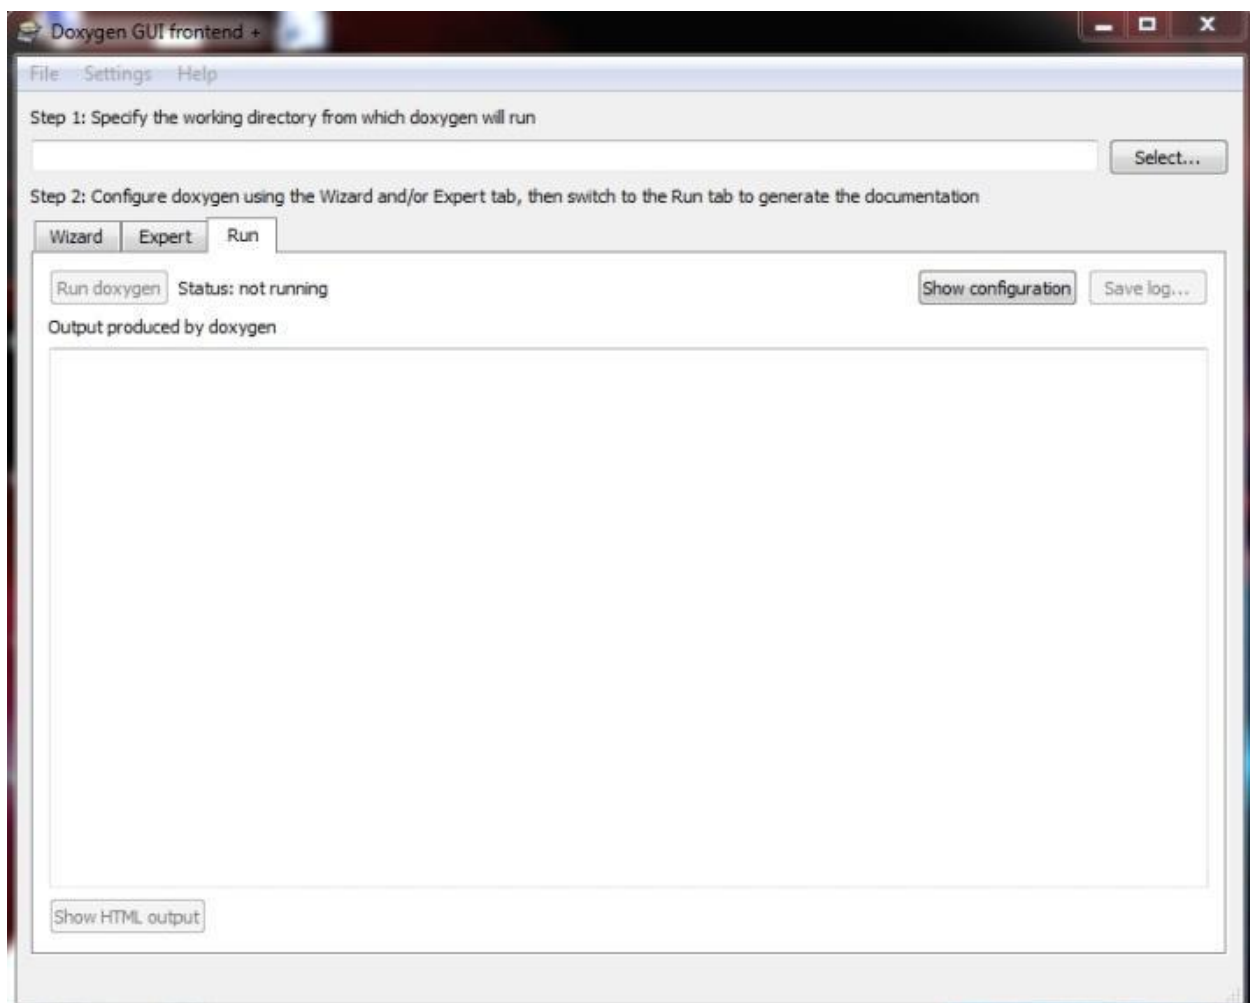 Doxygen GUI frontend +
File Settings Help
Step 1: Specify the working directory from which doxygen will run
Select...
Step 2: Configure doxygen using the Wizard and/or Expert tab, then switch to the Run tab to generate the documentation
Wizard Expert Run
Run doxygen Status: not running Show configuration Save log...
Output produced by doxygen
Show HTML output